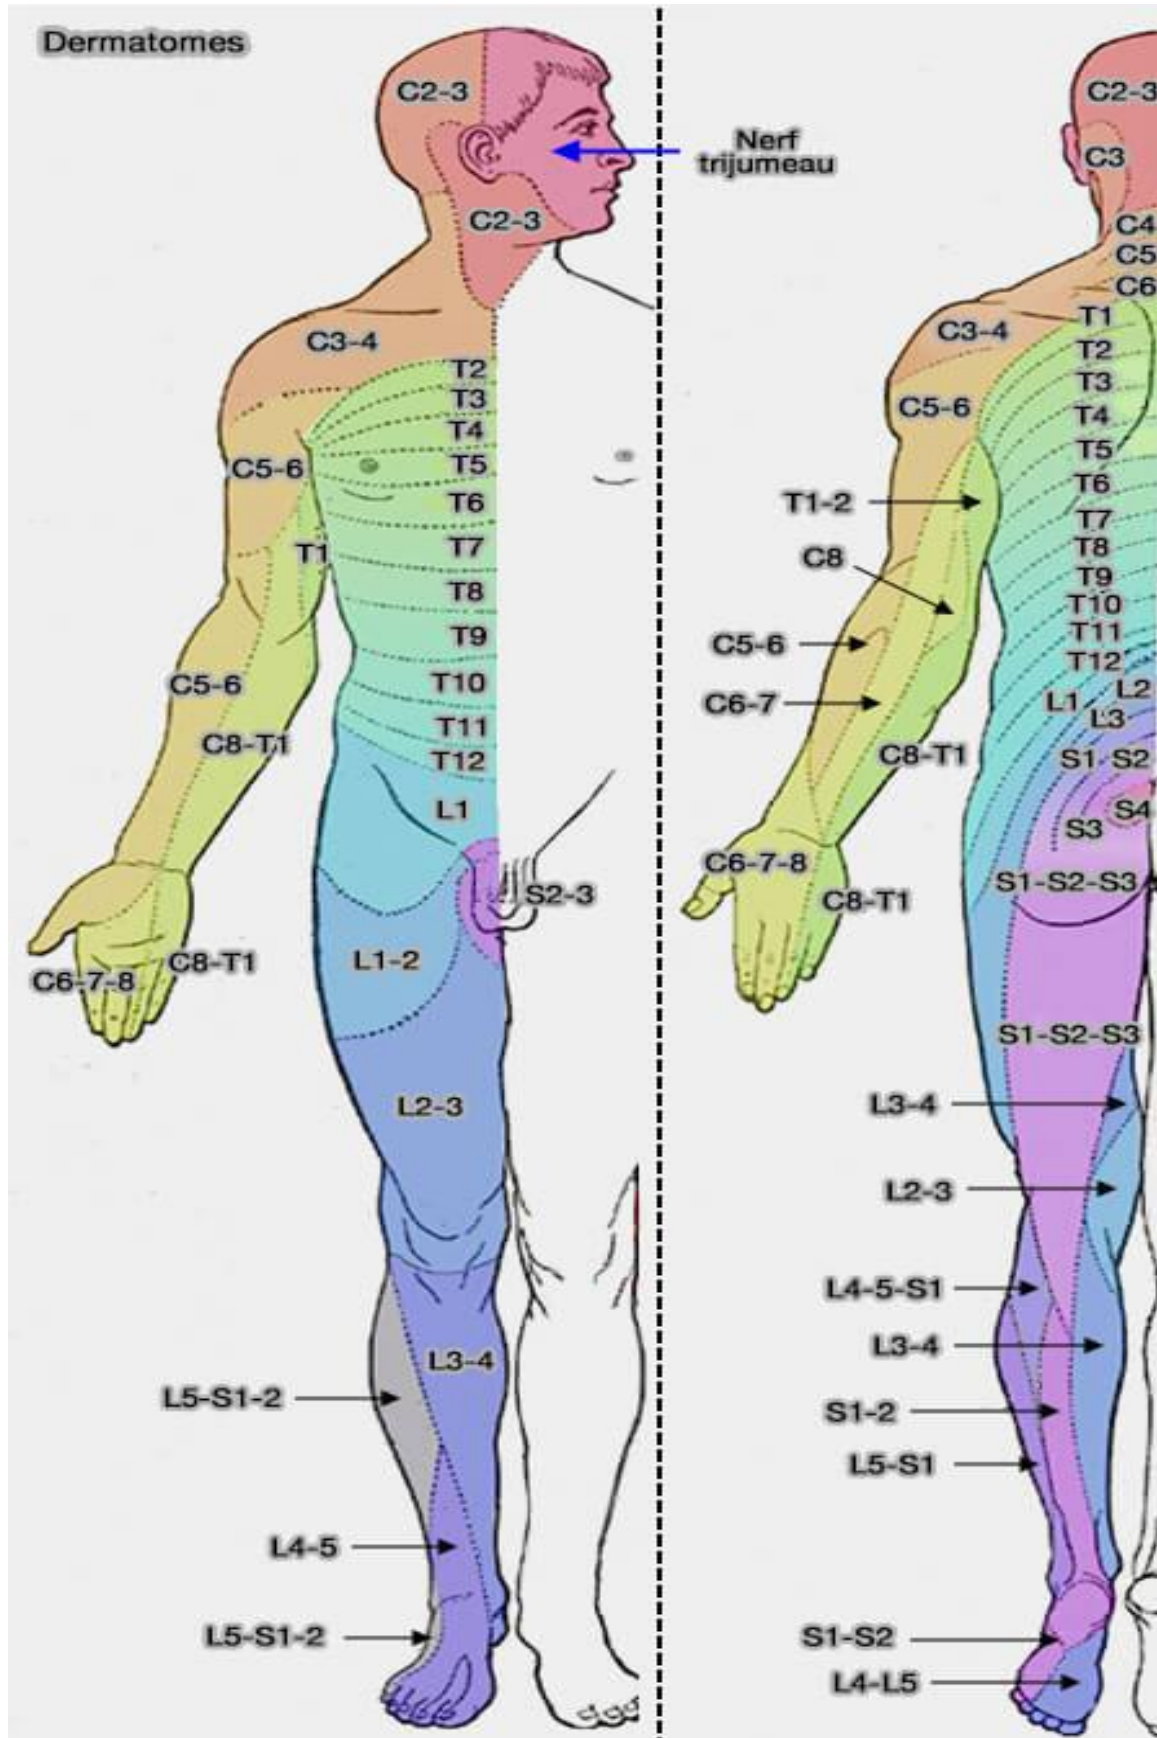 Dermatomes
C2-3
Nerf
trijumeau
C2-3
C3-4
T2
T3
T4
C5-6
T5
T6
T1
T7
T8
T9
C5-6
T10
C8-T1
T11
T12
L1
S2-3
L1-2
C8-T1
C6-7-8
L2-3
L3-4
L5-S1-2
L4-5
L5-S1-2
C2-3
C3
C4
C5
C6
T1
C3-4
T2
T3
C5-6
T4
T5
T6
T1-2
T7
C8
T8
T9
T10
T11
C5-6
T12
L2
C6-7
L1
L3
C8-T1
S1
S2
S4
S3
C6-7-8
S1-S2-S3
C8-T1
S1-S2-S3
L3-4
L2-3
L4-5-S1
L3-4
S1-2
L5-S1
S1-S2
L4-L5